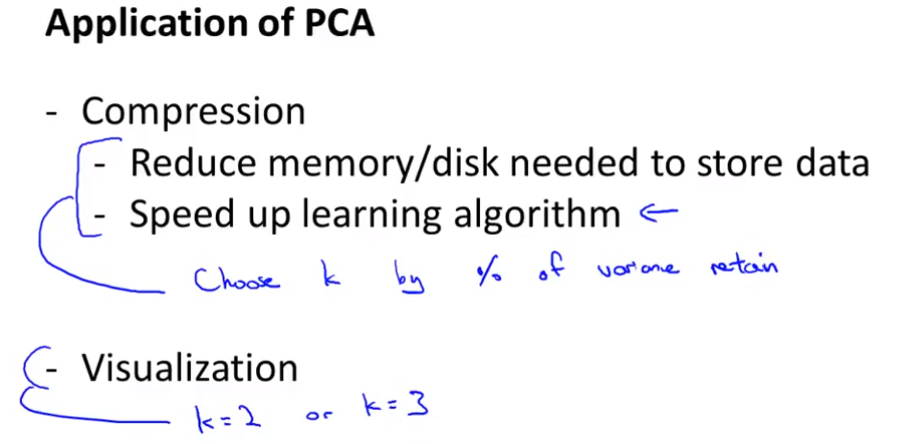 Application of PCA
- Compression
- Reduce memory/disk needed to store data
- Speed up learning algorithm ←
Choose k by % of variance retain
- Visualization
k=2 or k=3